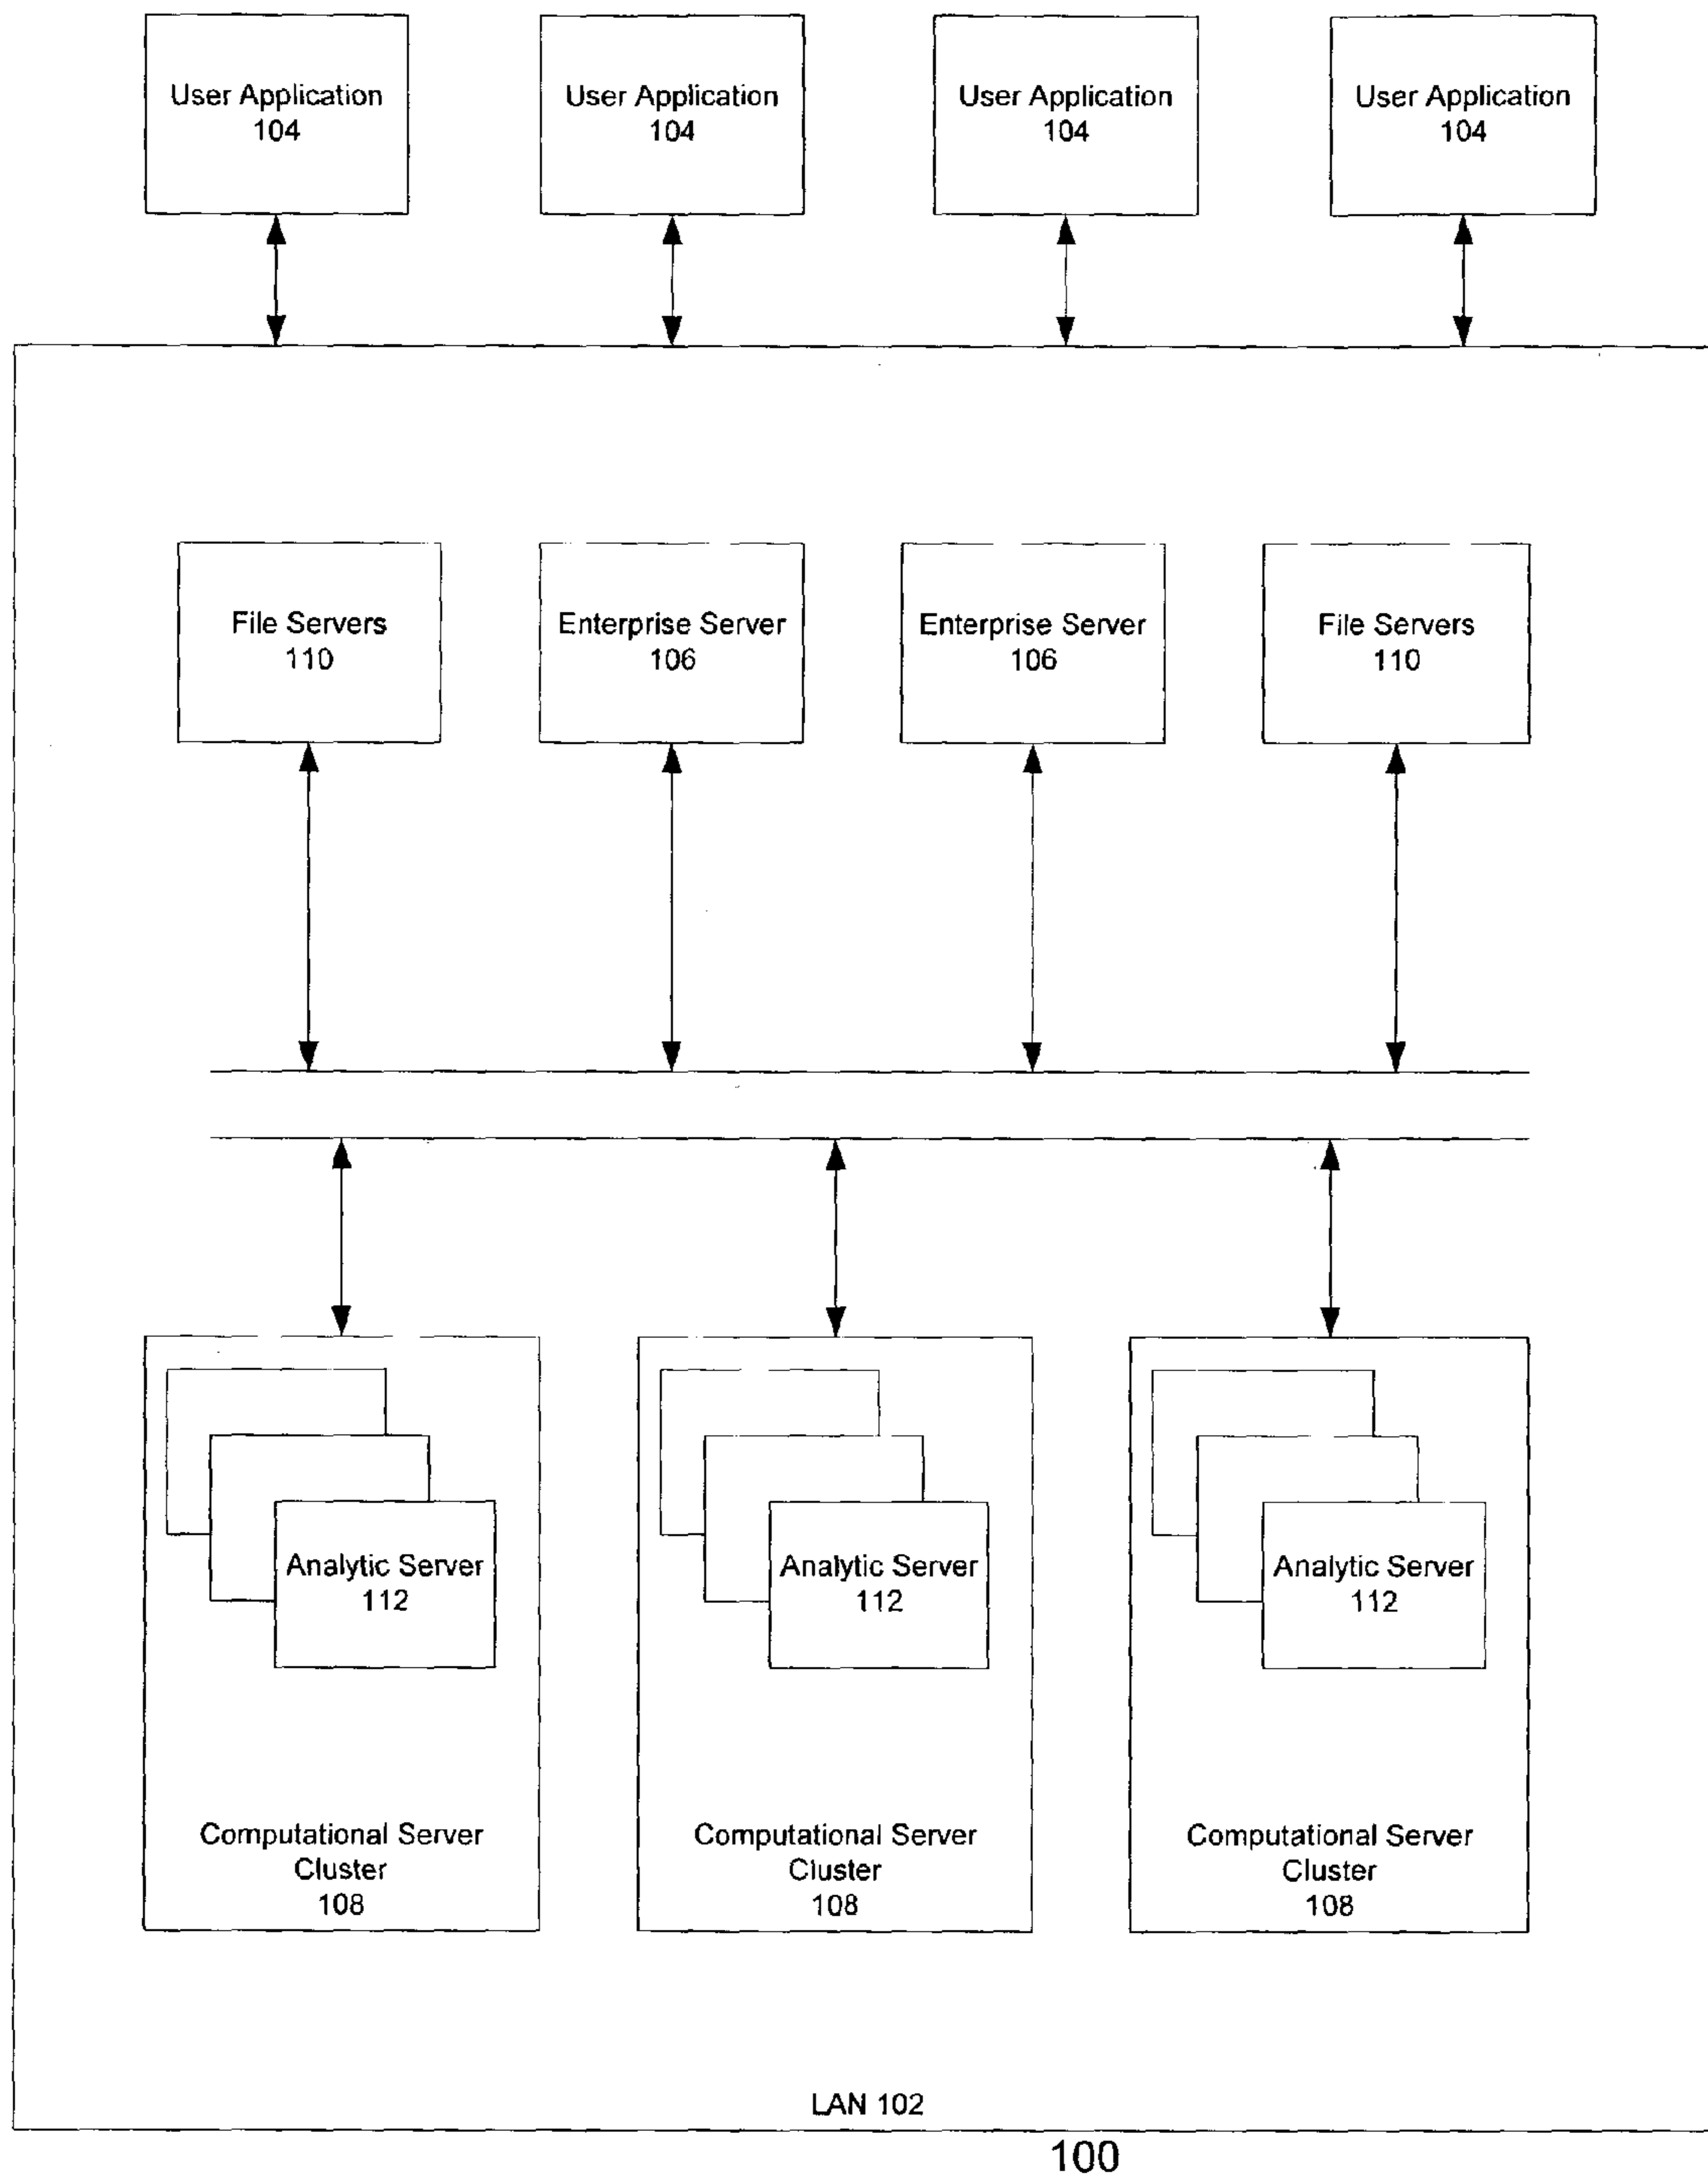 User Application
104
User Application
104
User Application
104
User Application
104
File Servers
110
Enterprise Server
106
Enterprise Server
106
File Servers
110
Analytic Server
112
Computational Server
Cluster
108
Analytic Server
112
Computational Server
Cluster
108
Analytic Server
112
Computational Server
Cluster
108
LAN 102
100